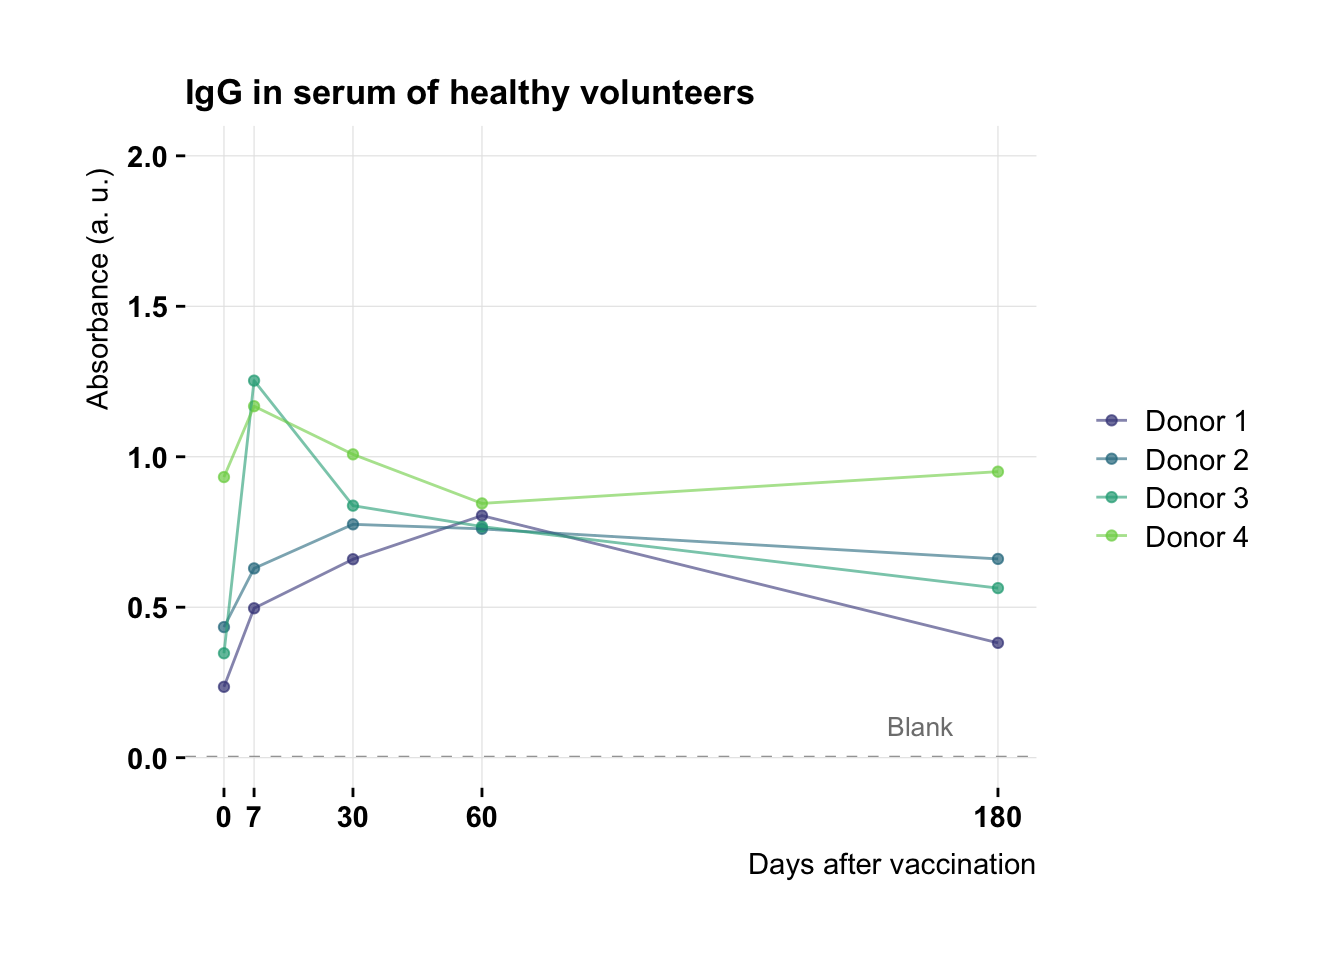 IgG in serum of healthy volunteers
Absorbance (a. u.)
2.0
1.5
1.0
0.5
0.0
Blank
0 7 30 60 180
Days after vaccination
Donor 1
Donor 2
Donor 3
Donor 4